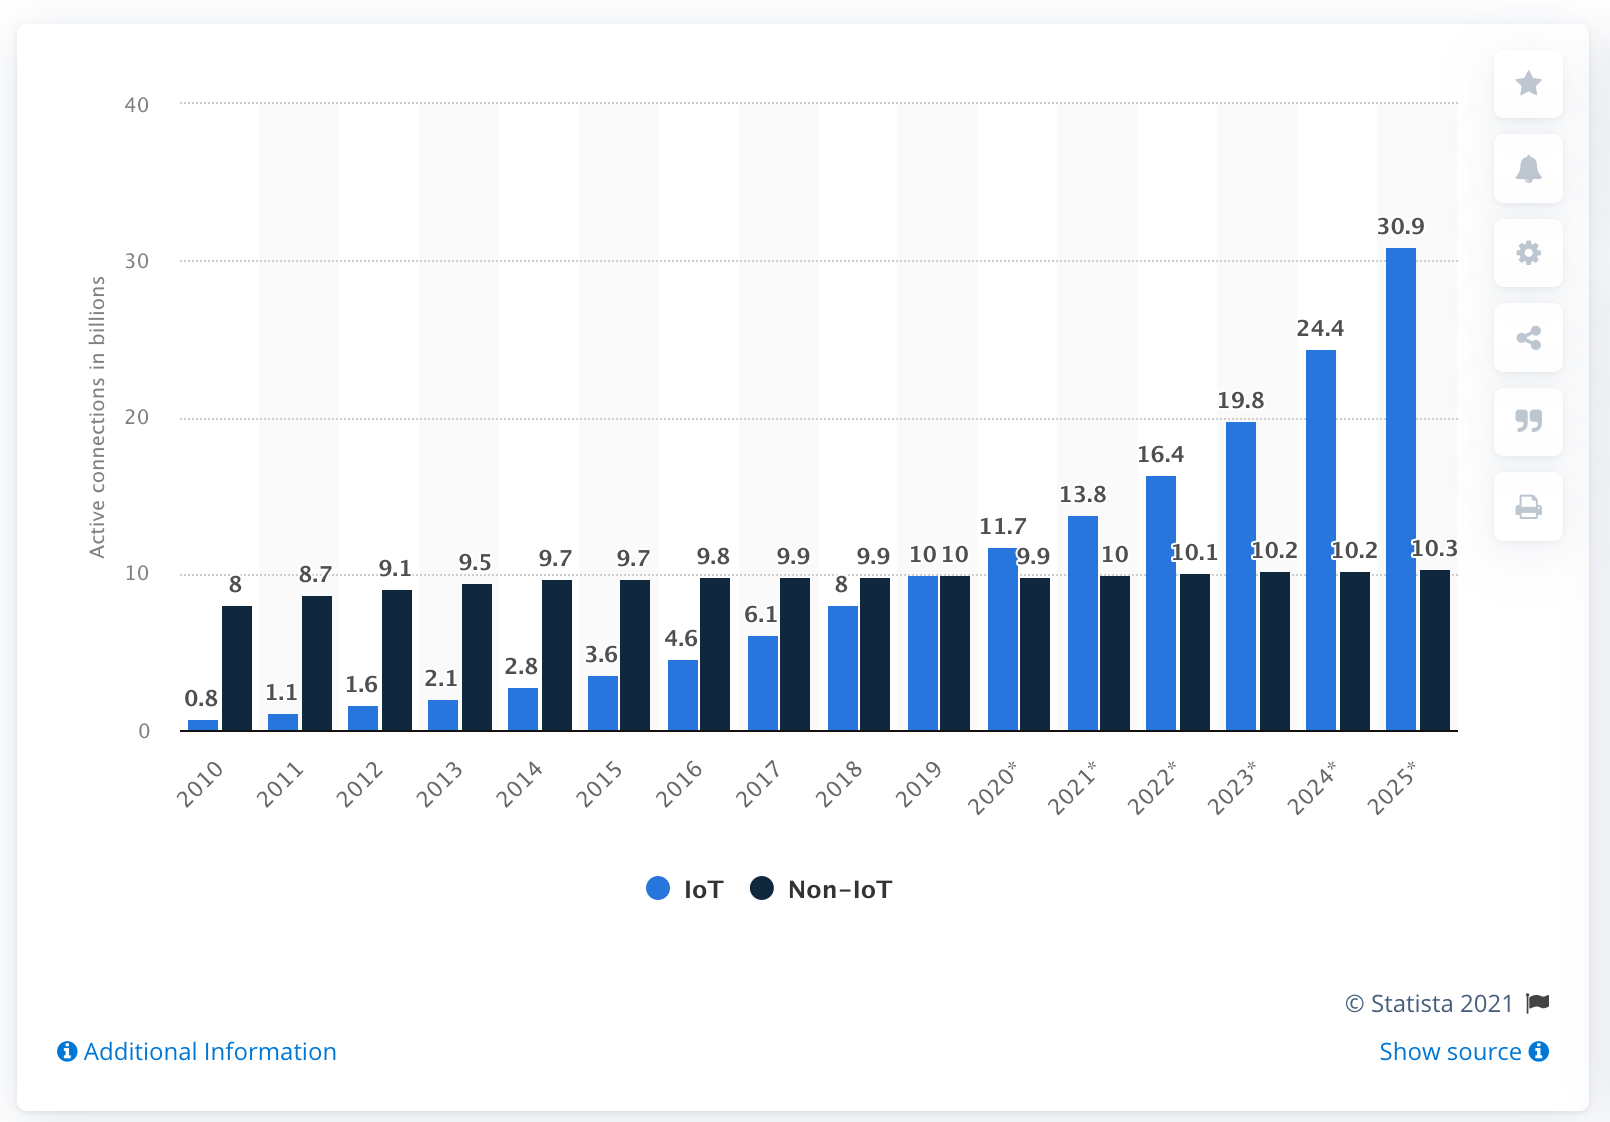 40
30
20
10
0
Active connections in billions
0.8 8 1.1 8.7 1.6 9.1 2.1 9.5 2.8 9.7 3.6 9.7 4.6 9.8 6.1 9.9 8 9.9 10 10 11.7 9.9 13.8 10 16.4 10.1 19.8 10.2 24.4 10.2 30.9 10.3
2010 2011 2012 2013 2014 2015 2016 2017 2018 2019 2020* 2021* 2022* 2023* 2024* 2025*
IoT Non-IoT
© Statista 2021
Additional Information Show source